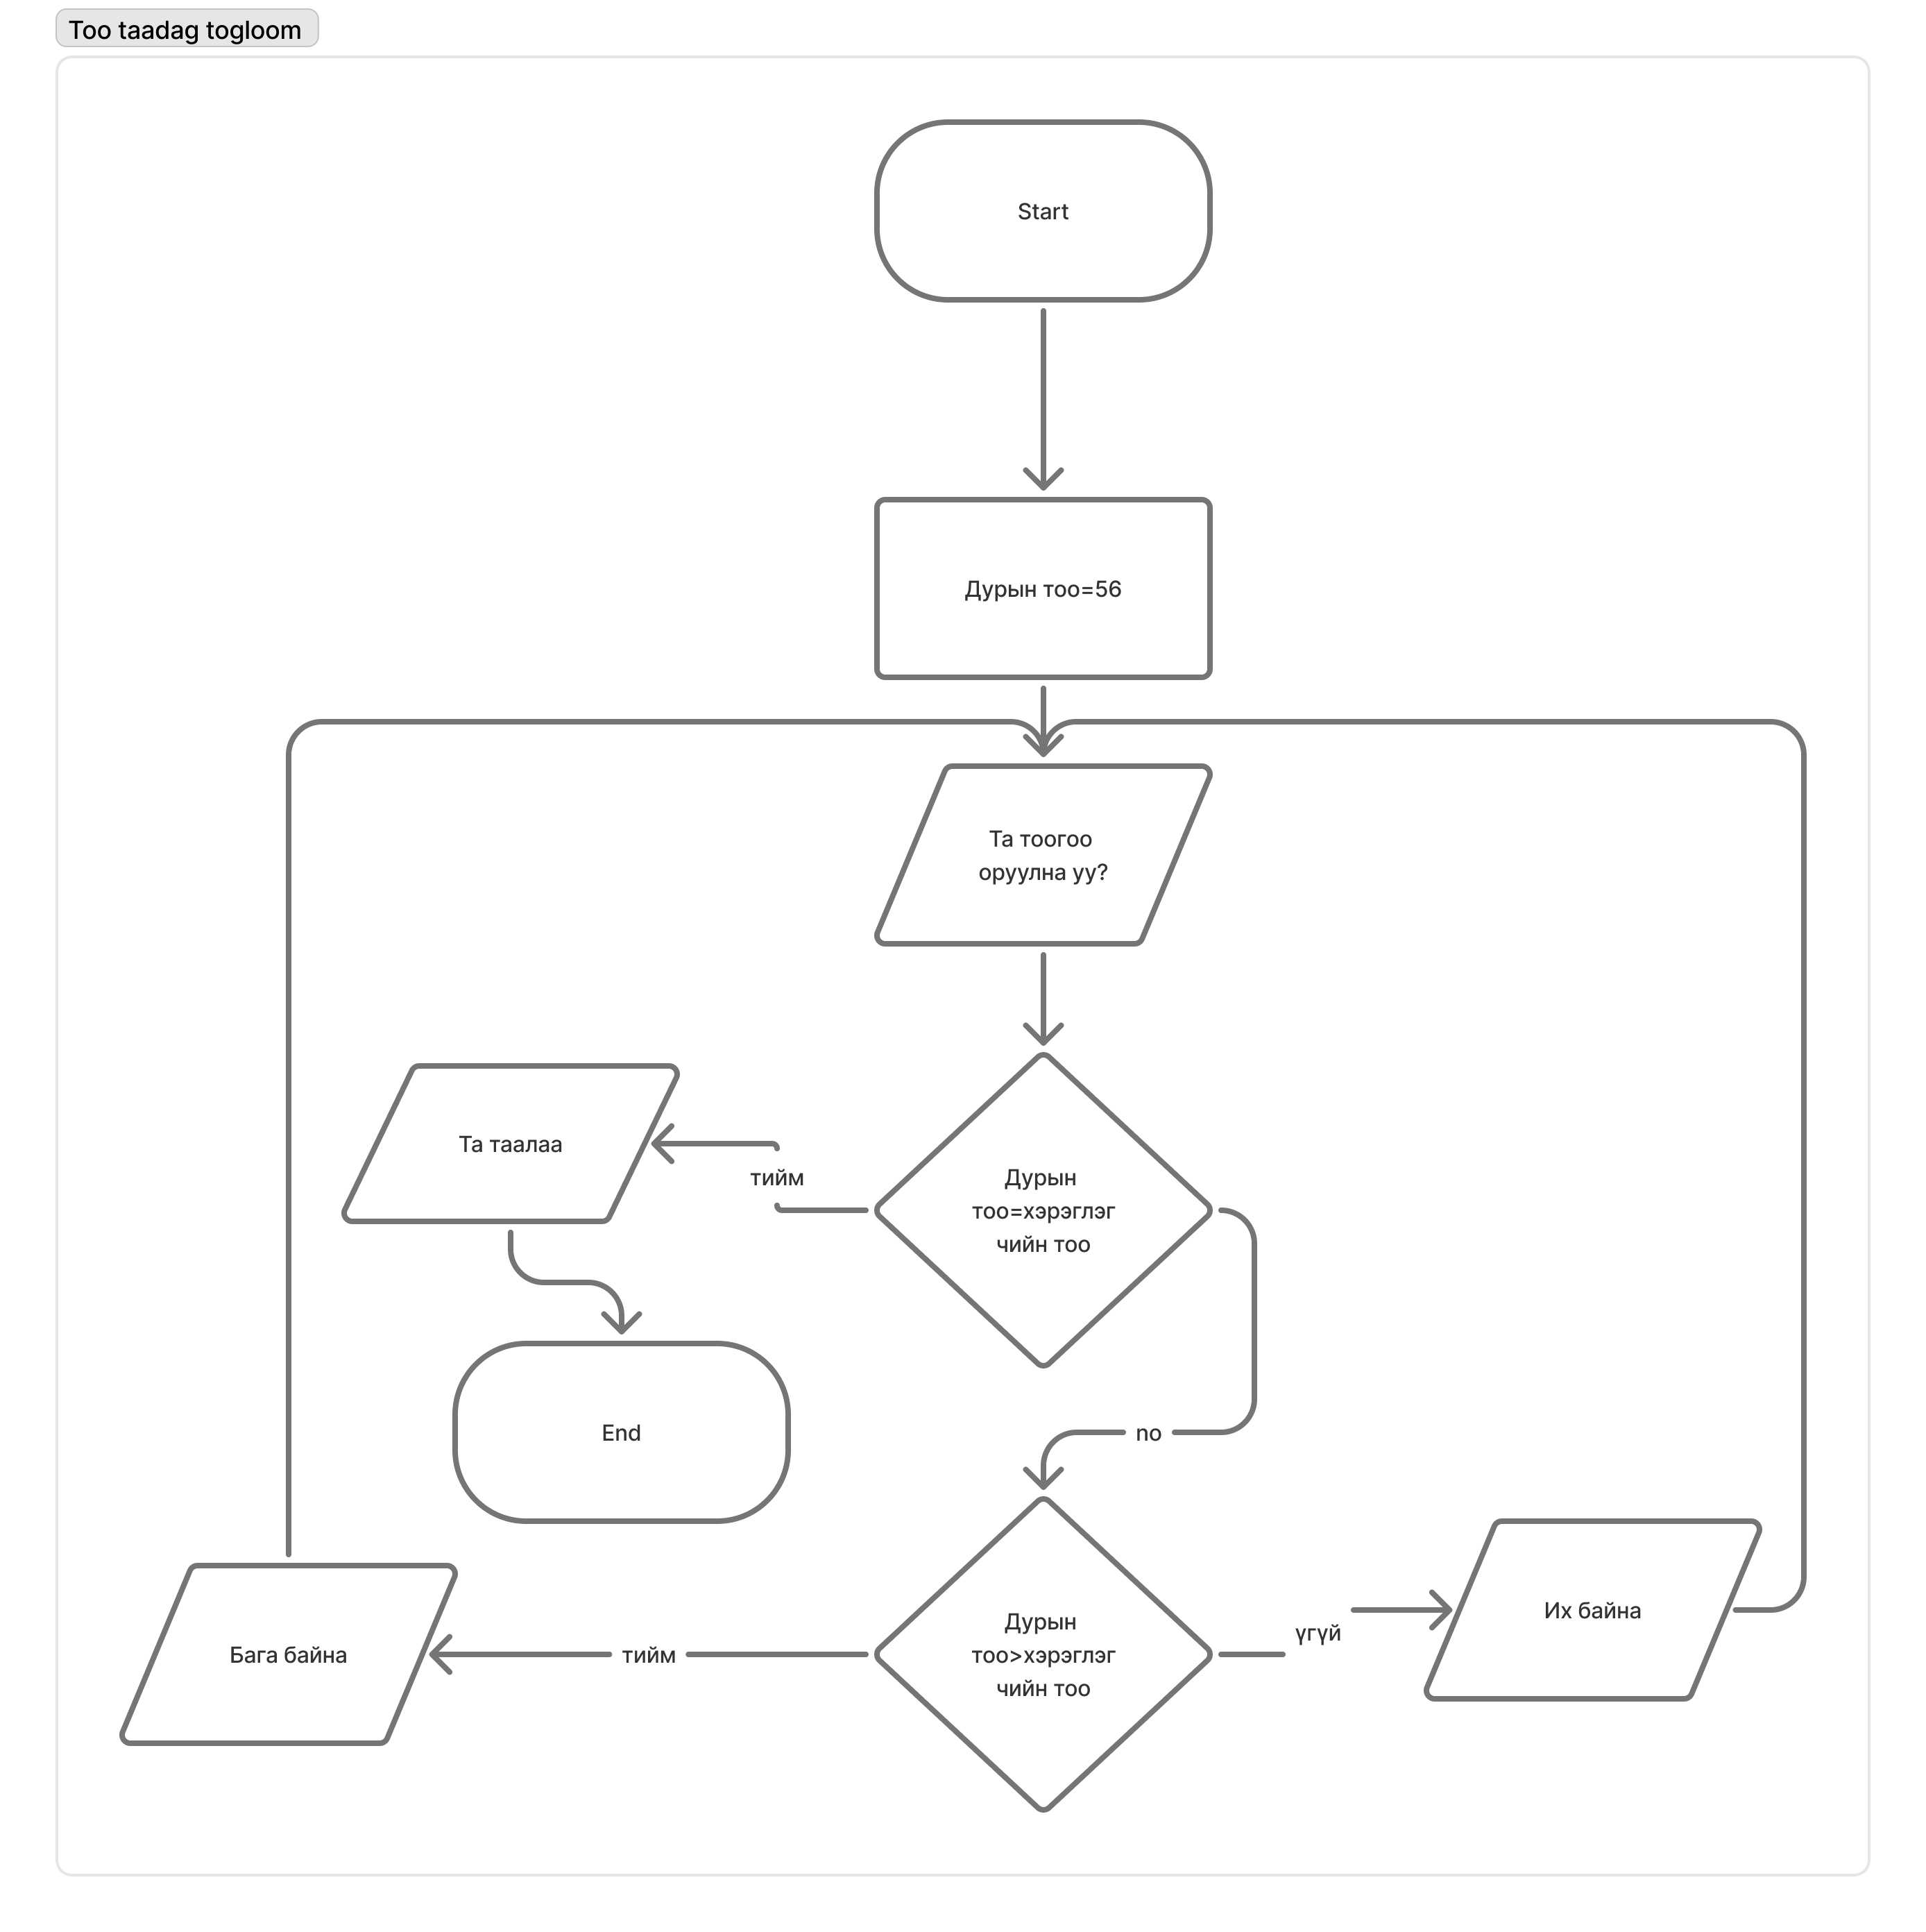 Too taadag togloom
Start
Дурын тоо=56
Та тоогоо
оруулна уу?
Та таалаа
тийм
Дурын
тоо=хэрэглэг
чийн тоо
End
no
Бага байна
тийм
Дурын
тоо>хэрэглэг
чийн тоо
үгүй
Их байна